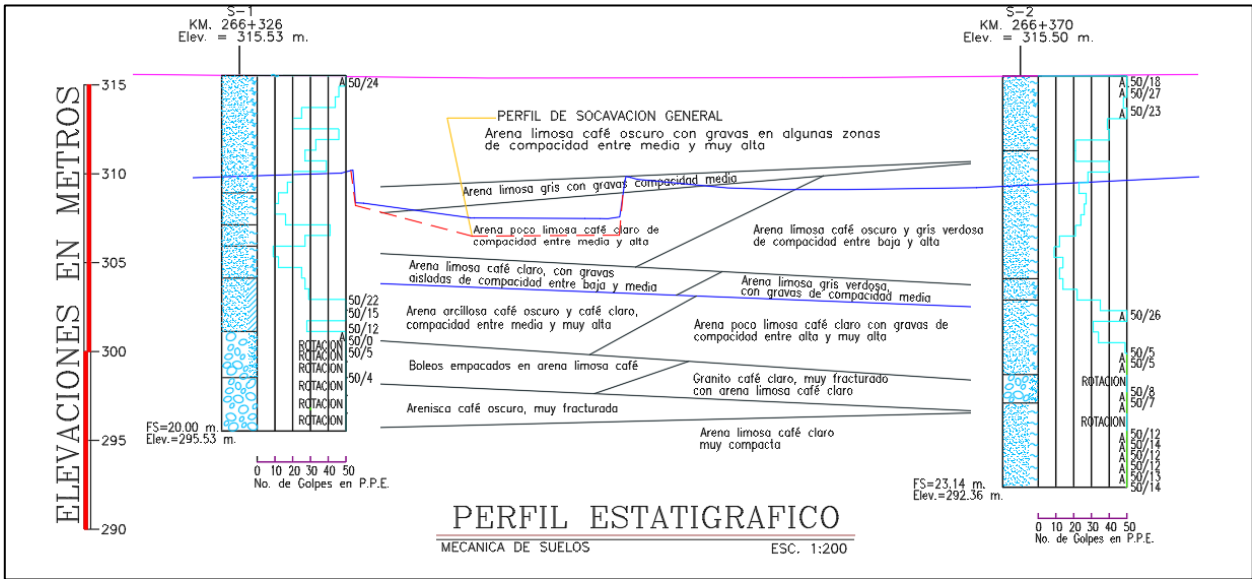 S-1
KM. 266+326
Elev. = 315.53 m.
S-2
KM. 266+370
Elev. = 315.50 m.
ELEVACIONES EN METROS
315
310
305
300
295
290
A 50/24
50/22
50/15
50/12
A 50/0
ROTACION
ROTACION 50/5
ROTACION
50/4
ROTACION
ROTACION
ROTACION
FS=20.00 m.
Elev.=295.53 m.
0 10 20 30 40 50
No. de Golpes en P.P.E.
PERFIL DE SOCAVACION GENERAL
Arena limosa café oscuro con gravas en algunas zonas
de compacidad entre media y muy alta
Arena limosa gris con gravas compacidad media
Arena poco limosa café claro de
compacidad entre media y alta
Arena limosa café oscuro y gris verdosa
de compacidad entre baja y alta
Arena limosa café claro, con gravas
aisladas de compacidad entre baja y media
Arena limosa gris verdosa,
con gravas de compacidad media
Arena arcillosa café oscuro y café claro,
compacidad entre media y muy alta
Arena poco limosa café claro con gravas de
compacidad entre alta y muy alta
Boleos empacados en arena limosa café
Granito café claro, muy fracturado
con arena limosa café claro
Arenisca café oscura, muy fracturada
Arena limosa café claro
muy compacta
A 50/18
A 50/27
A 50/23
50/26
A 50/5
A 50/5
A
ROTACION
A 50/8
A 50/7
ROTACION
A 50/12
A 50/14
A 50/12
A 50/12
A 50/13
50/14
FS=23.14 m.
Elev.=292.36 m.
0 10 20 30 40 50
No. de Golpes en P.P.E.
PERFIL ESTATIGRAFICO
MECANICA DE SUELOS ESC. 1:200